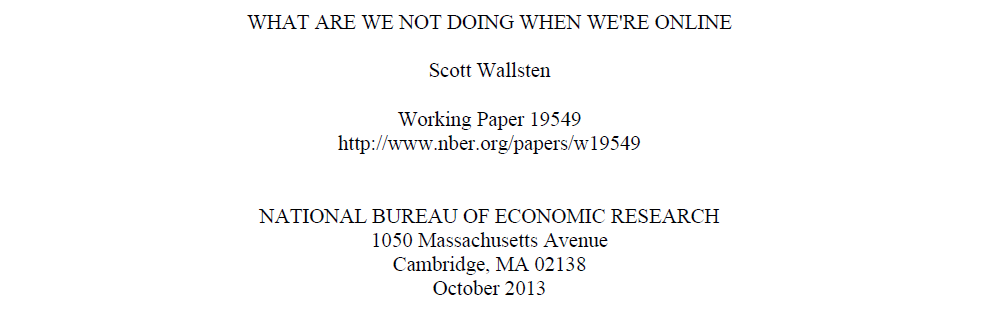 WHAT ARE WE NOT DOING WHEN WE'RE ONLINE
Scott Wallsten
Working Paper 19549
http://www.nber.org/papers/w19549
NATIONAL BUREAU OF ECONOMIC RESEARCH
1050 Massachusetts Avenue
Cambridge, MA 02138
October 2013